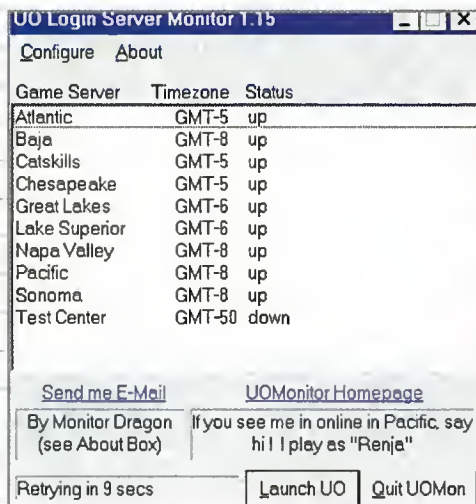 UO Login Server Monitor 1.15
Configure About
Game Server Timezone Status
Atlantic GMT-5 up
Baja GMT-8 up
Catskills GMT-5 up
Chesapeake GMT-5 up
Great Lakes GMT-6 up
Lake Superior GMT-6 up
Napa Valley GMT-8 up
Pacific GMT-8 up
Sonoma GMT-8 up
Test Center GMT-50 down
Send me E-Mail UOMonitor Homepage
By Monitor Dragon If you see me in online in Pacific, say
(see About Box) hi! I play as "Renja"
Retrying in 9 secs Launch UO Quit UOMon